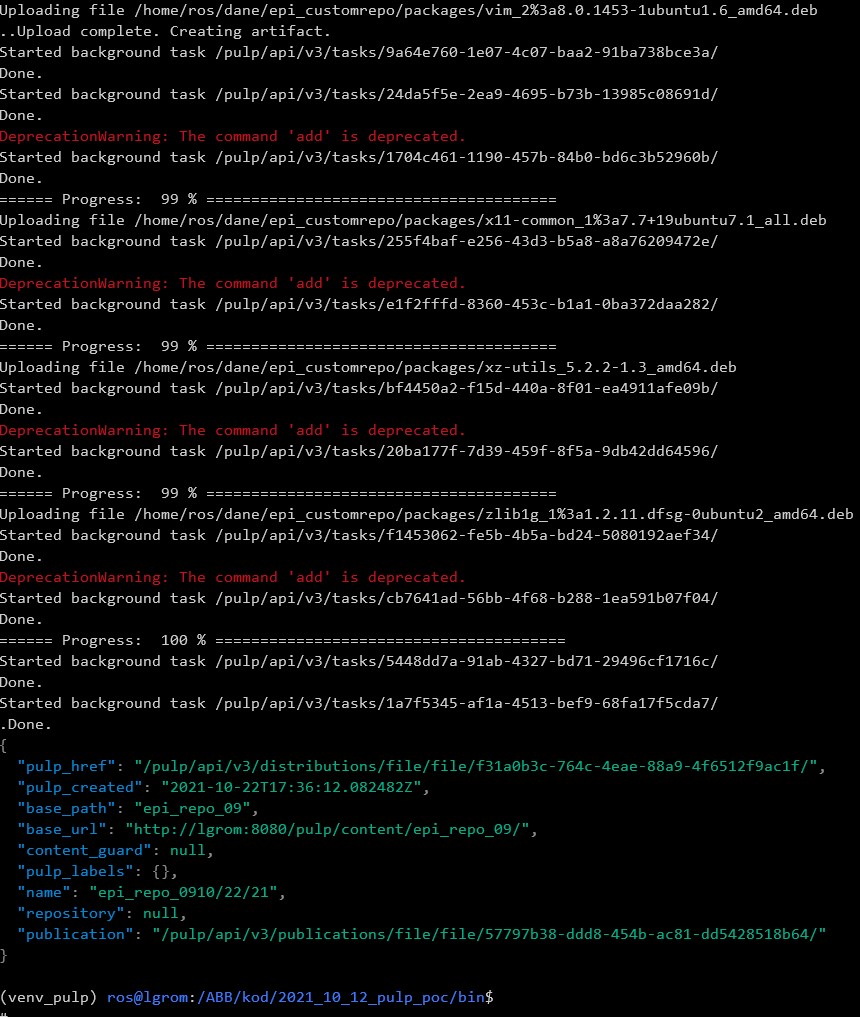 Uploading file /home/ros/dane/epi_customrepo/packages/vim_2%3a8.0.1453-1ubuntu1.6_amd64.deb
..Upload complete. Creating artifact.
Started background task /pulp/api/v3/tasks/9a64e760-1e07-4c07-baa2-91ba738bce3a/
Done.
Started background task /pulp/api/v3/tasks/24da5f5e-2ea9-4695-b73b-13985c08691d/
Done.
DeprecationWarning: The command 'add' is deprecated.
Started background task /pulp/api/v3/tasks/1704c461-1190-457b-84b0-bd6c3b52960b/
Done.
====== Progress:  99 % =======================================
Uploading file /home/ros/dane/epi_customrepo/packages/x11-common_1%3a7.7+19ubuntu7.1_all.deb
Started background task /pulp/api/v3/tasks/255f4baf-e256-43d3-b5a8-a8a76209472e/
Done.
DeprecationWarning: The command 'add' is deprecated.
Started background task /pulp/api/v3/tasks/e1f2fffd-8360-453c-b1a1-0ba372daa282/
Done.
====== Progress:  99 % =======================================
Uploading file /home/ros/dane/epi_customrepo/packages/xz-utils_5.2.2-1.3_amd64.deb
Started background task /pulp/api/v3/tasks/bf4450a2-f15d-440a-8f01-ea4911afe09b/
Done.
DeprecationWarning: The command 'add' is deprecated.
Started background task /pulp/api/v3/tasks/20ba177f-7d39-459f-8f5a-9db42dd64596/
Done.
====== Progress:  99 % =======================================
Uploading file /home/ros/dane/epi_customrepo/packages/zlib1g_1%3a1.2.11.dfsg-0ubuntu2_amd64.deb
Started background task /pulp/api/v3/tasks/f1453062-fe5b-4b5a-bd24-5080192aef34/
Done.
DeprecationWarning: The command 'add' is deprecated.
Started background task /pulp/api/v3/tasks/cb7641ad-56bb-4f68-b288-1ea591b07f04/
Done.
====== Progress:  100 % =======================================
Started background task /pulp/api/v3/tasks/5448dd7a-91ab-4327-bd71-29496cf1716c/
Done.
Started background task /pulp/api/v3/tasks/1a7f5345-af1a-4513-bef9-68fa17f5cda7/
.Done.
{
  "pulp_href": "/pulp/api/v3/distributions/file/file/f31a0b3c-764c-4eae-88a9-4f6512f9ac1f/",
  "pulp_created": "2021-10-22T17:36:12.082482Z",
  "base_path": "epi_repo_09",
  "base_url": "http://lgrom:8080/pulp/content/epi_repo_09/",
  "content_guard": null,
  "pulp_labels": {},
  "name": "epi_repo_0910/22/21",
  "repository": null,
  "publication": "/pulp/api/v3/publications/file/file/57797b38-ddd8-454b-ac81-dd5428518b64/"
}
(venv_pulp) ros@lgrom:/ABB/kod/2021_10_12_pulp_poc/bin$